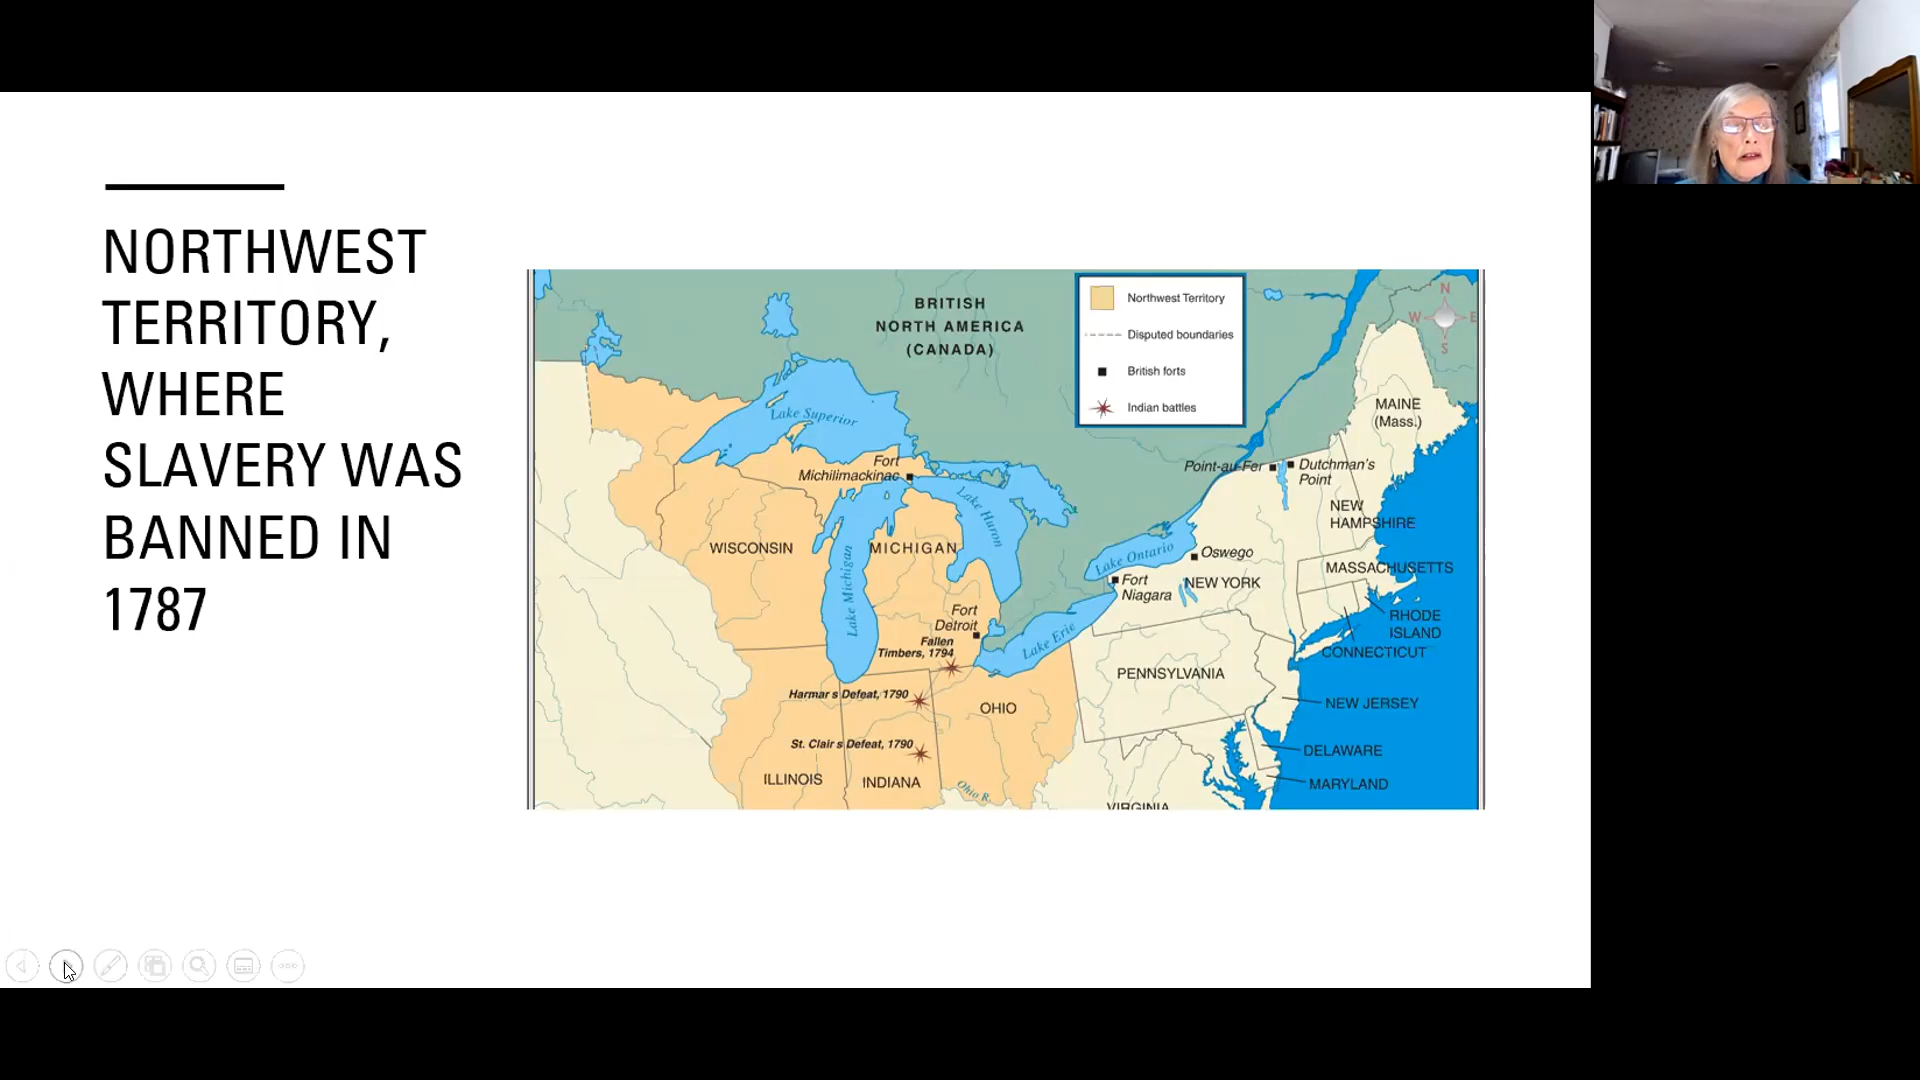 NORTHWEST
TERRITORY,
WHERE
SLAVERY WAS
BANNED IN
1787
BRITISH
NORTH AMERICA
(CANADA)
Northwest Territory
Disputed boundaries
British forts
Indian battles
N
W E
S
MAINE
(Mass.)
Lake Superior
Fort
Michilimackinac
Point-au-Fer
Dutchman's
Point
Lake Huron
NEW
HAMPSHIRE
WISCONSIN
Lake Michigan
MICHIGAN
Lake Ontario
Oswego
MASSACHUSETTS
Fort
Niagara
NEW YORK
Fort
Detroit
RHODE
ISLAND
Lake Erie
CONNECTICUT
Fallen
Timbers, 1794
PENNSYLVANIA
Harmar s Defeat, 1790
OHIO
NEW JERSEY
St. Clair s Defeat, 1790
DELAWARE
ILLINOIS
INDIANA
Ohio R.
MARYLAND
VIRGINIA